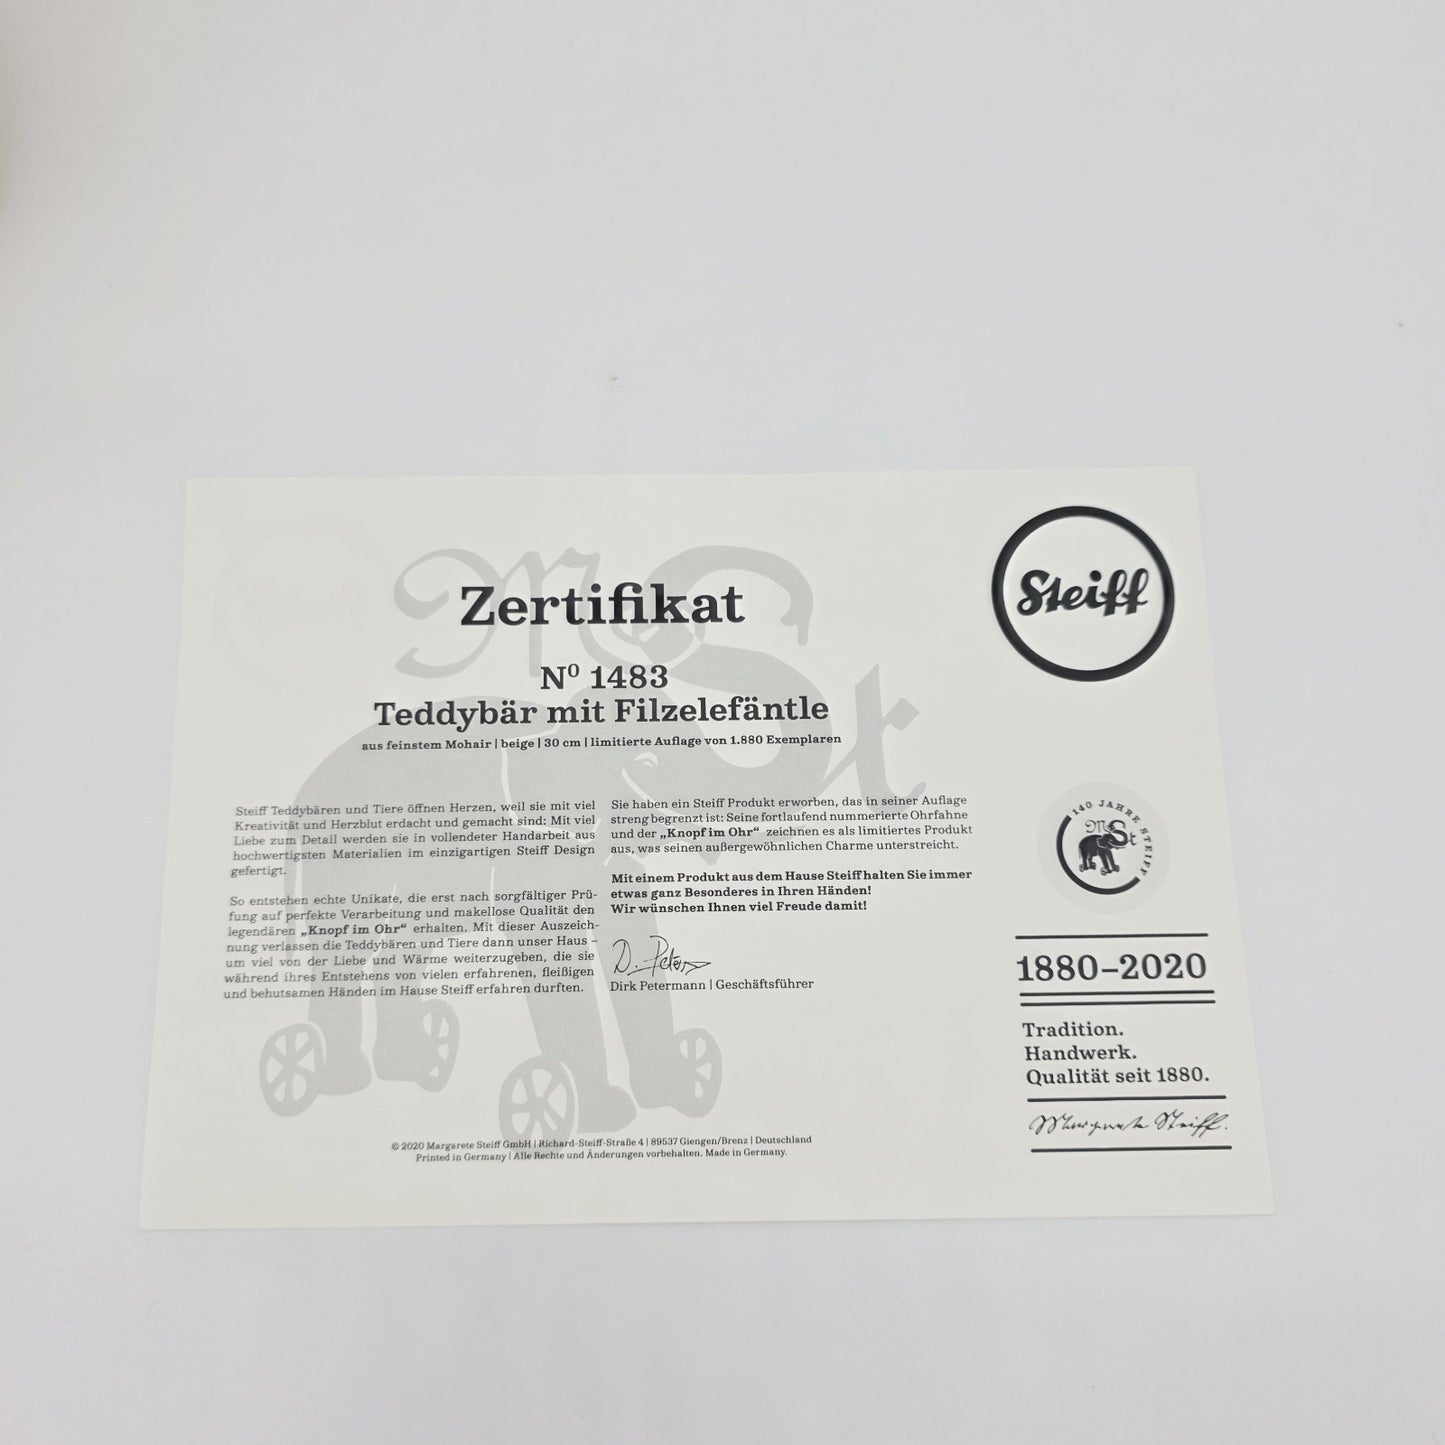 Zertifikat
Nº 1483
Teddybär mit Filzelefäntle
aus feinstem Mohair | beige | 30 cm | limitierte Auflage von 1.880 Exemplaren
Steiff Teddybären und Tiere öffnen Herzen, weil sie mit viel
Kreativität und Herzblut erdacht und gemacht sind: Mit viel
Liebe zum Detail werden sie in vollendeter Handarbeit aus
hochwertigsten Materialien im einzigartigen Steiff Design
gefertigt.
So entstehen echte Unikate, die erst nach sorgfältiger Prü-
fung auf perfekte Verarbeitung und makellose Qualität den
legendären „Knopf im Ohr“ erhalten. Mit dieser Auszeich-
nung verlassen die Teddybären und Tiere dann unser Haus –
um viel von der Liebe und Wärme weiterzugeben, die sie
während ihres Entstehens von vielen erfahrenen, fleißigen
und behutsamen Händen im Hause Steiff erfahren durften.
Sie haben ein Steiff Produkt erworben, das in seiner Auflage
streng begrenzt ist: Seine fortlaufend nummerierte Ohrfahne
und der „Knopf im Ohr“ zeichnen es als limitiertes Produkt
aus, was seinen außergewöhnlichen Charme unterstreicht.
Mit einem Produkt aus dem Hause Steiff halten Sie immer
etwas ganz Besonderes in Ihren Händen!
Wir wünschen Ihnen viel Freude damit!
D. Peterm
Dirk Petermann | Geschäftsführer
© 2020 Margarete Steiff GmbH | Richard-Steiff-Straße 4 | 89537 Giengen/Brenz | Deutschland
Printed in Germany | Alle Rechte und Änderungen vorbehalten. Made in Germany.
Steiff
140 JAHRE STEIFF
MSt
1880–2020
Tradition.
Handwerk.
Qualität seit 1880.
Margarete Steiff.